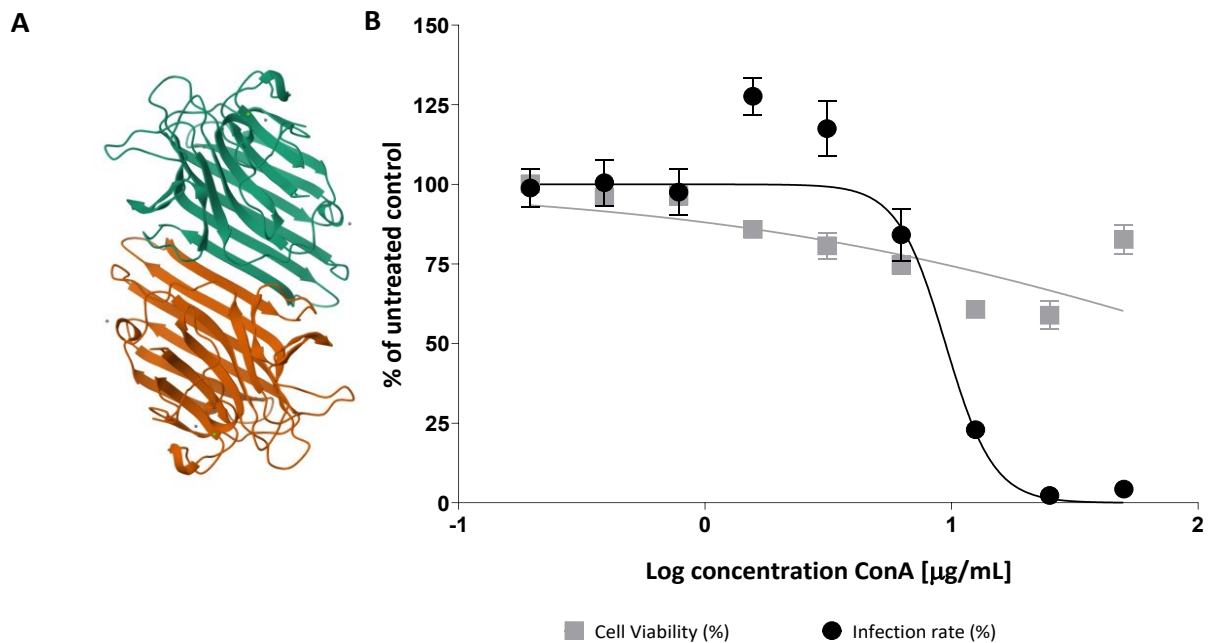 A
B
150
125
100
75
50
25
0
% of untreated control
-1
0
1
2
Log concentration ConA [µg/mL]
Cell Viability (%)
Infection rate (%)